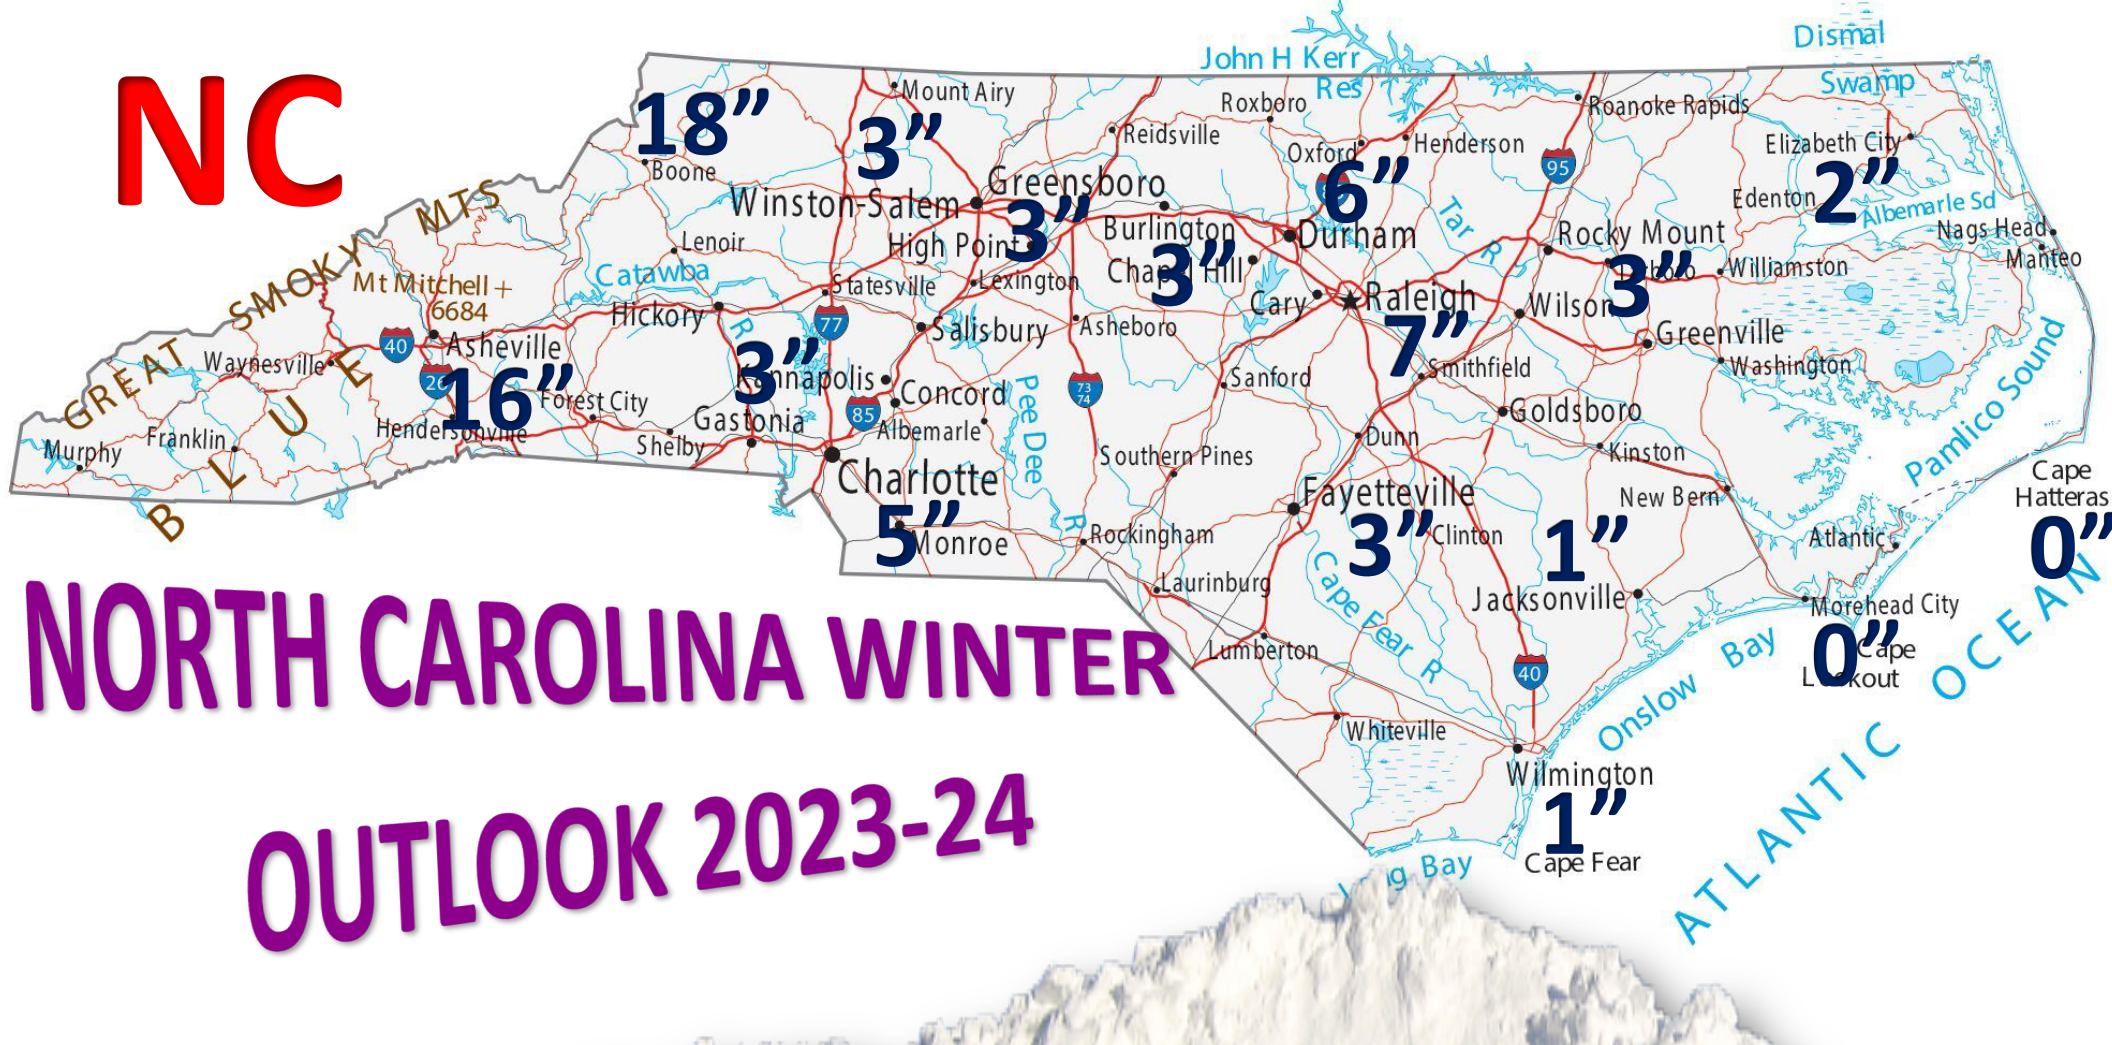 NC
John H Kerr
Res
Dismal
Swamp
Mount Airy
18”
3”
Boone
Reidsville
Roxboro
Oxford
Henderson
6”
95
Roanoke Rapids
Elizabeth City
2”
Edenton
Albemarle Sd
Nags Head
Manteo
GREAT SMOKY MTS
BLUE
Mt Mitchell +
6684
Winston-Salem
Greensboro
3”
High Point
Burlington
Durham
Chapel Hill
3”
Tar R
Rocky Mount
3”
Williamston
Lenoir
Catawba
R
Statesville
Lexington
Hickory
77
Salisbury
Asheboro
Cary
Raleigh
7”
Wilson
Greenville
Washington
Smithfield
40
Asheville
Waynesville
26
16”
Forest City
Hendersonville
3”
Kannapolis
Concord
85
Gastonia
Albemarle
Shelby
Pee Dee
R
73
74
Sanford
Goldsboro
Murphy
Franklin
Charlotte
5”
Monroe
Southern Pines
Dunn
Kinston
New Bern
Pamlico Sound
Cape
Hatteras
0”
Fayetteville
3”
Clinton
1”
Atlantic
Rockingham
Laurinburg
Cape Fear R
Jacksonville
Morehead City
0”
Cape
Lookout
Lumberton
40
Onslow Bay
ATLANTIC OCEAN
Whiteville
Wilmington
1”
Cape Fear
Bay
NORTH CAROLINA WINTER
OUTLOOK 2023-24